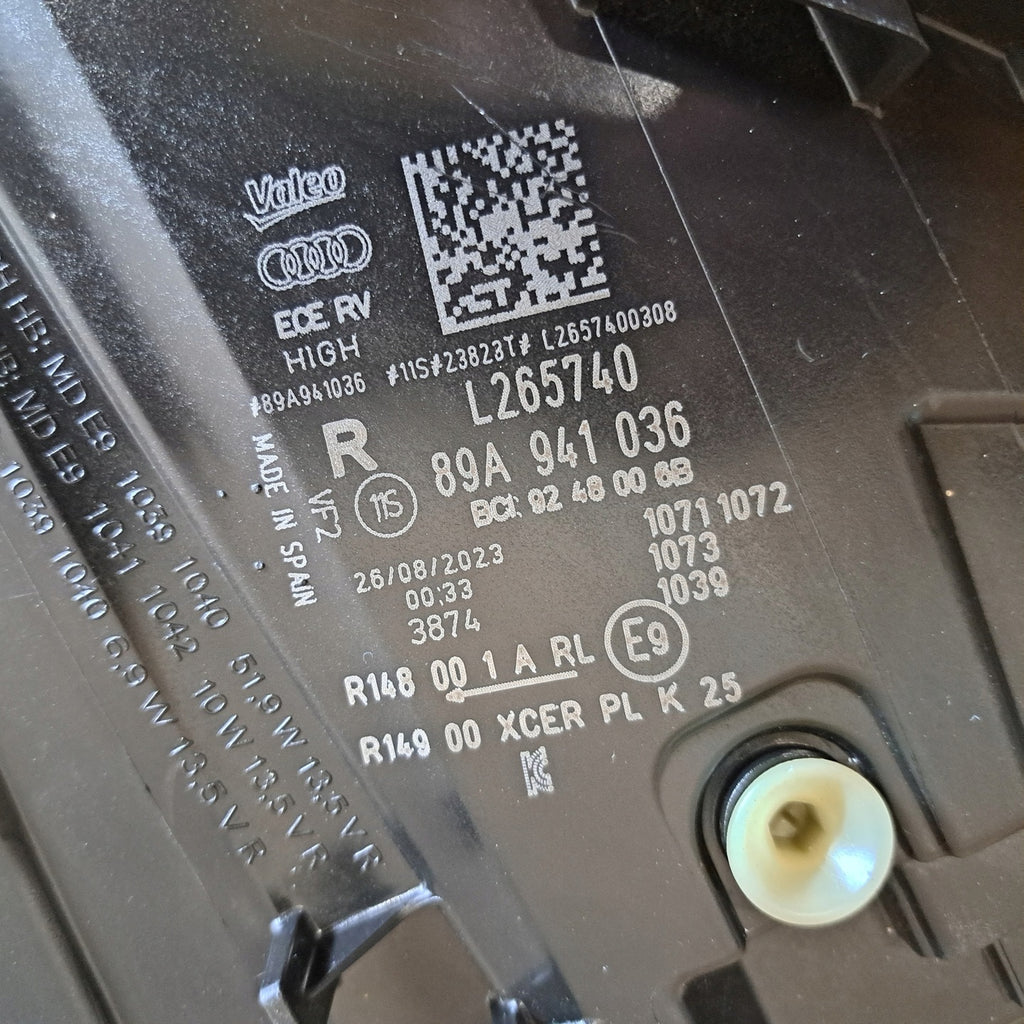 Valeo
ECE RV
HIGH
#89A941036 #11S#23823T# L2657400308
L265740
R
89A 941 036
11S
VF2
MADE IN SPAIN
BCI: 92 48 00 6B
26/08/2023
00:33
3874
1071 1072
1073
1039
R148 00 1 A RL
E9
R149 00 XCER PL K 25
HB; MD E9 1039 1040 51,9 W 13,5 V R
MD E9 1041 1042 10 W 13,5 V R
1039 1040 6,9 W 13,5 V R